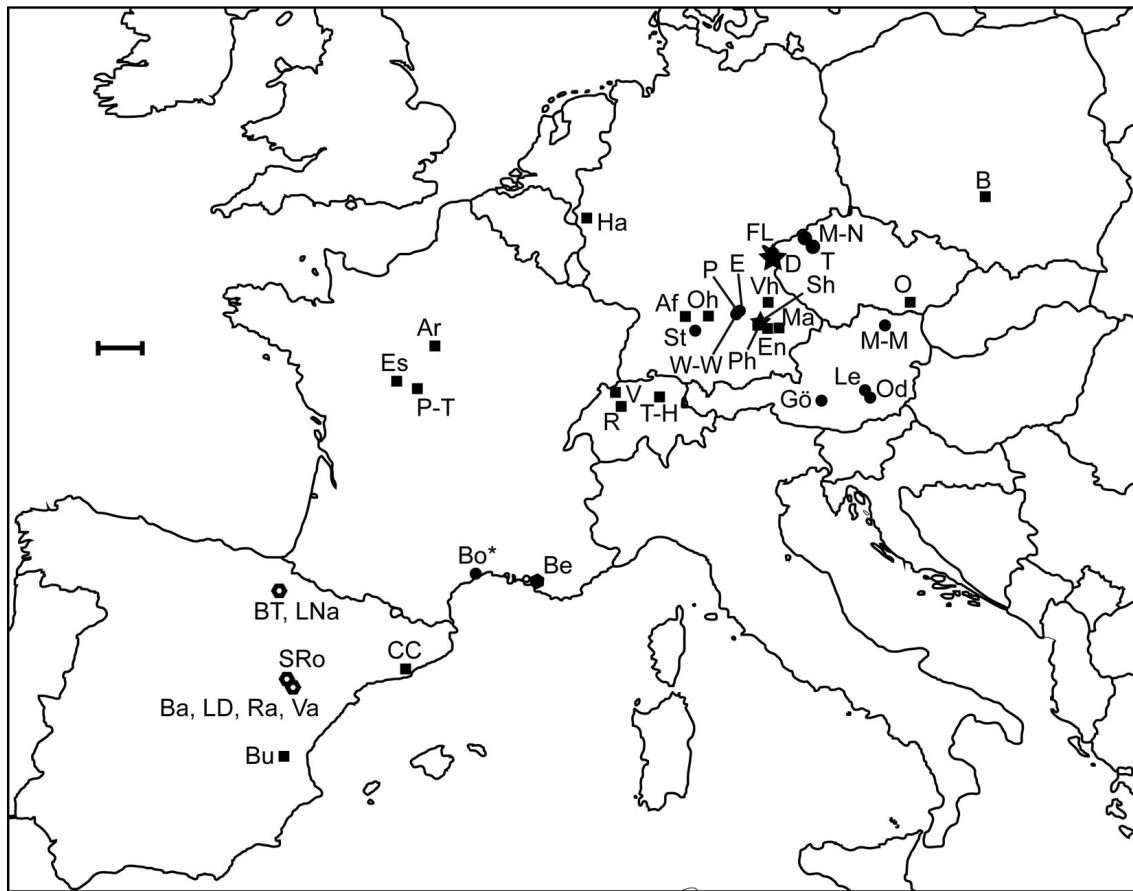 B
Ha
M-N
FL
D
T
P
E
Sh
Vh
O
Af
Oh
Ma
St
M-M
Ar
W-W
Ph
En
Es
P-T
Le
Od
V
Gö
R
T-H
Bo*
Be
BT, LNa
CC
SRo
Ba, LD, Ra, Va
Bu